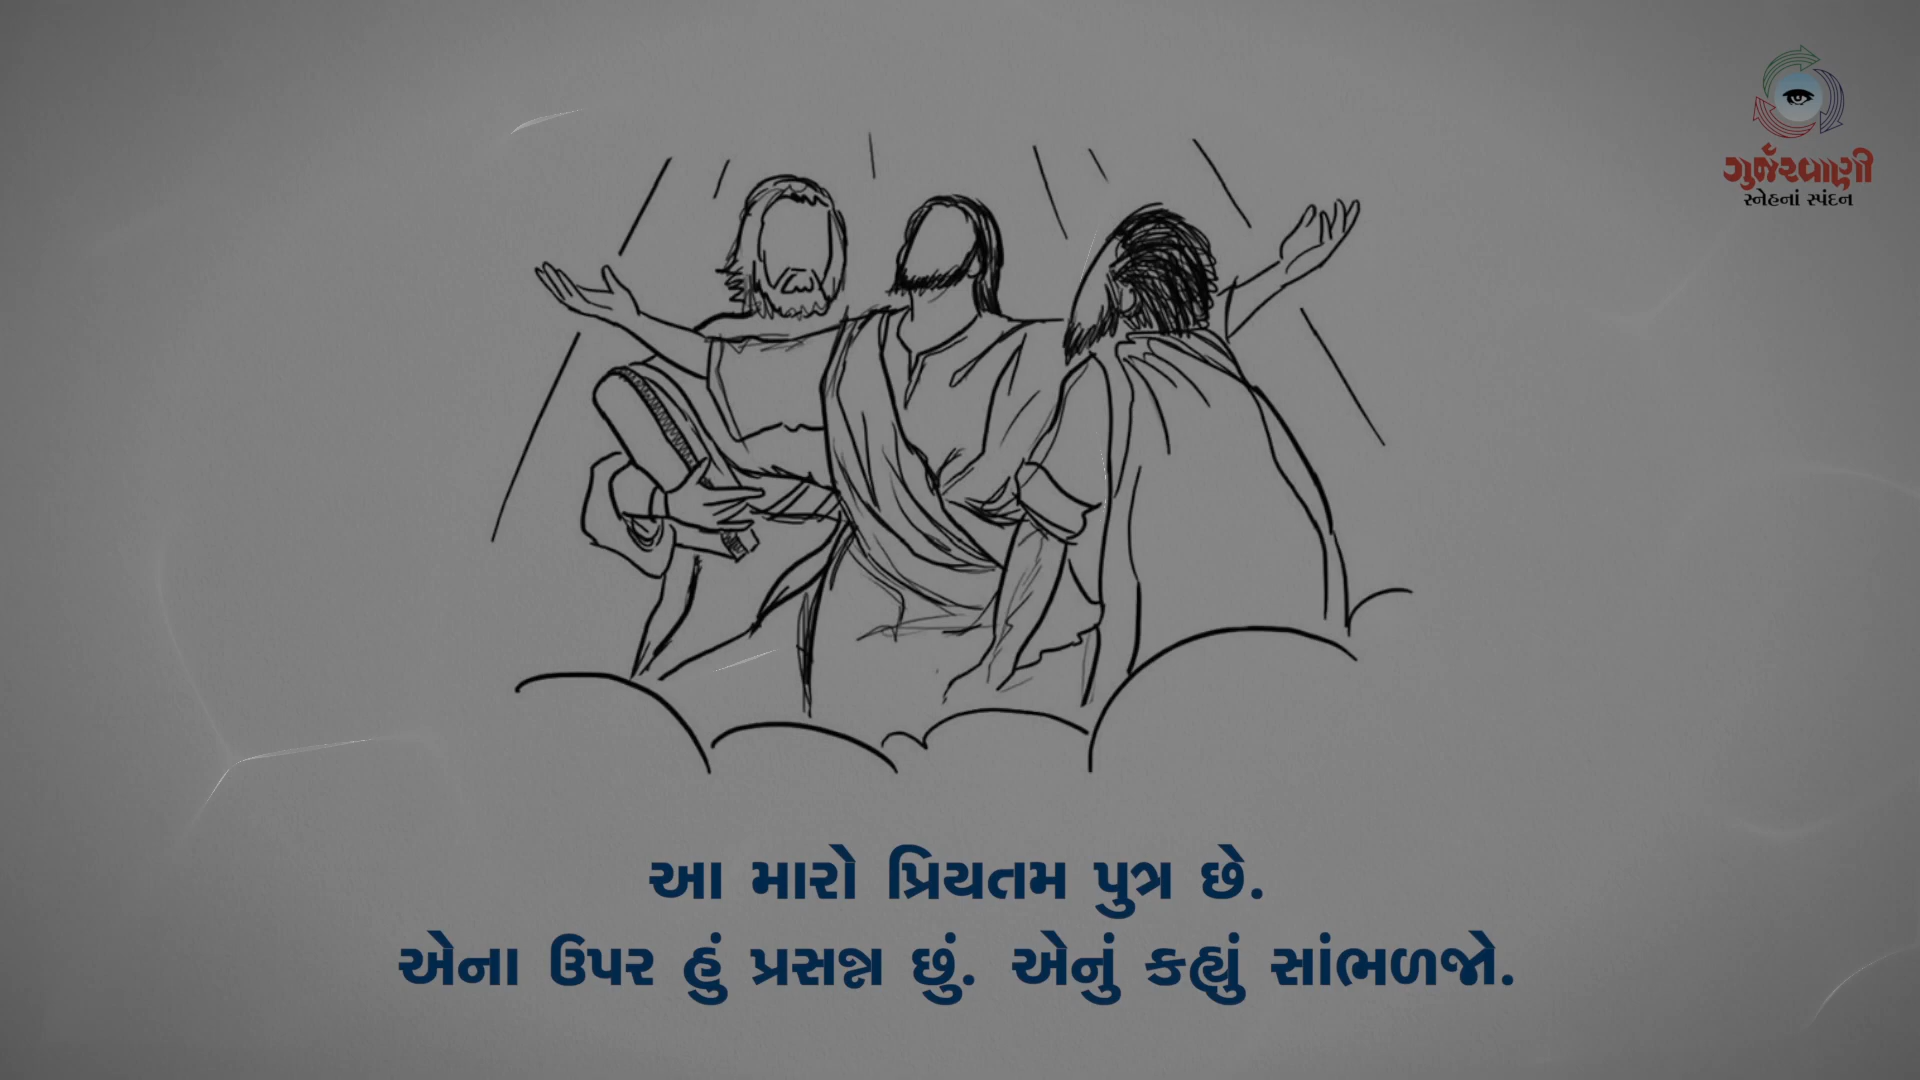 ગુર્જરવાણી
સ્નેહનાં સ્પંદન
આ મારો પ્રિયતમ પુત્ર છે.
એના ઉપર હું પ્રસન્ન છું. એનું કહ્યું સાંભળજો.